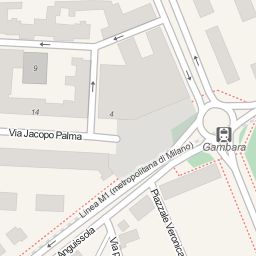 9
14
4
Via Jacopo Palma
Gambara
Linea M1 (metropolitana di Milano)
Piazzale Veronica
Anguissola
Via P